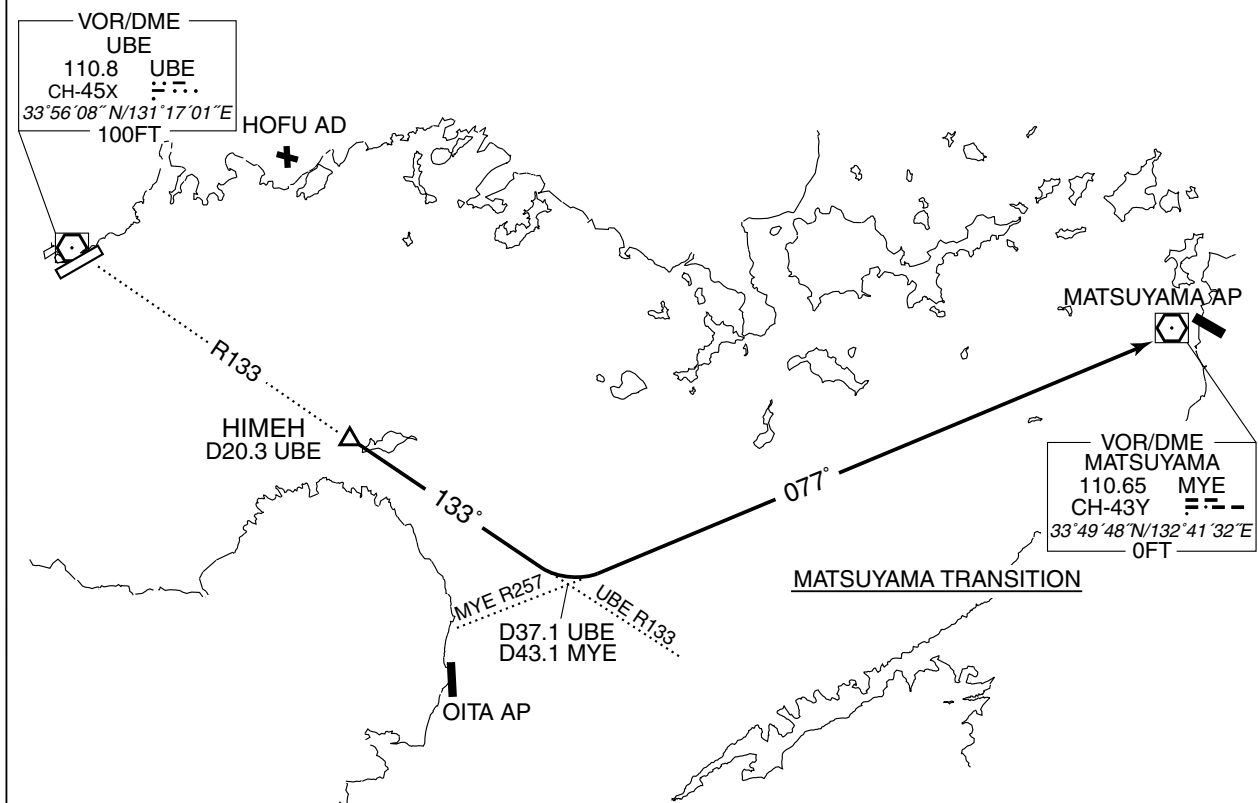 VOR/DME
UBE
110.8 UBE
CH-45X
33°56´08˝ N/131°17´01˝E
100FT
HOFU AD
MATSUYAMA AP
R133
HIMEH
D20.3 UBE
133°
077°
VOR/DME
MATSUYAMA
110.65 MYE
CH-43Y
33°49´48˝N/132°41´32˝E
0FT
MATSUYAMA TRANSITION
MYE R257
UBE R133
D37.1 UBE
D43.1 MYE
OITA AP